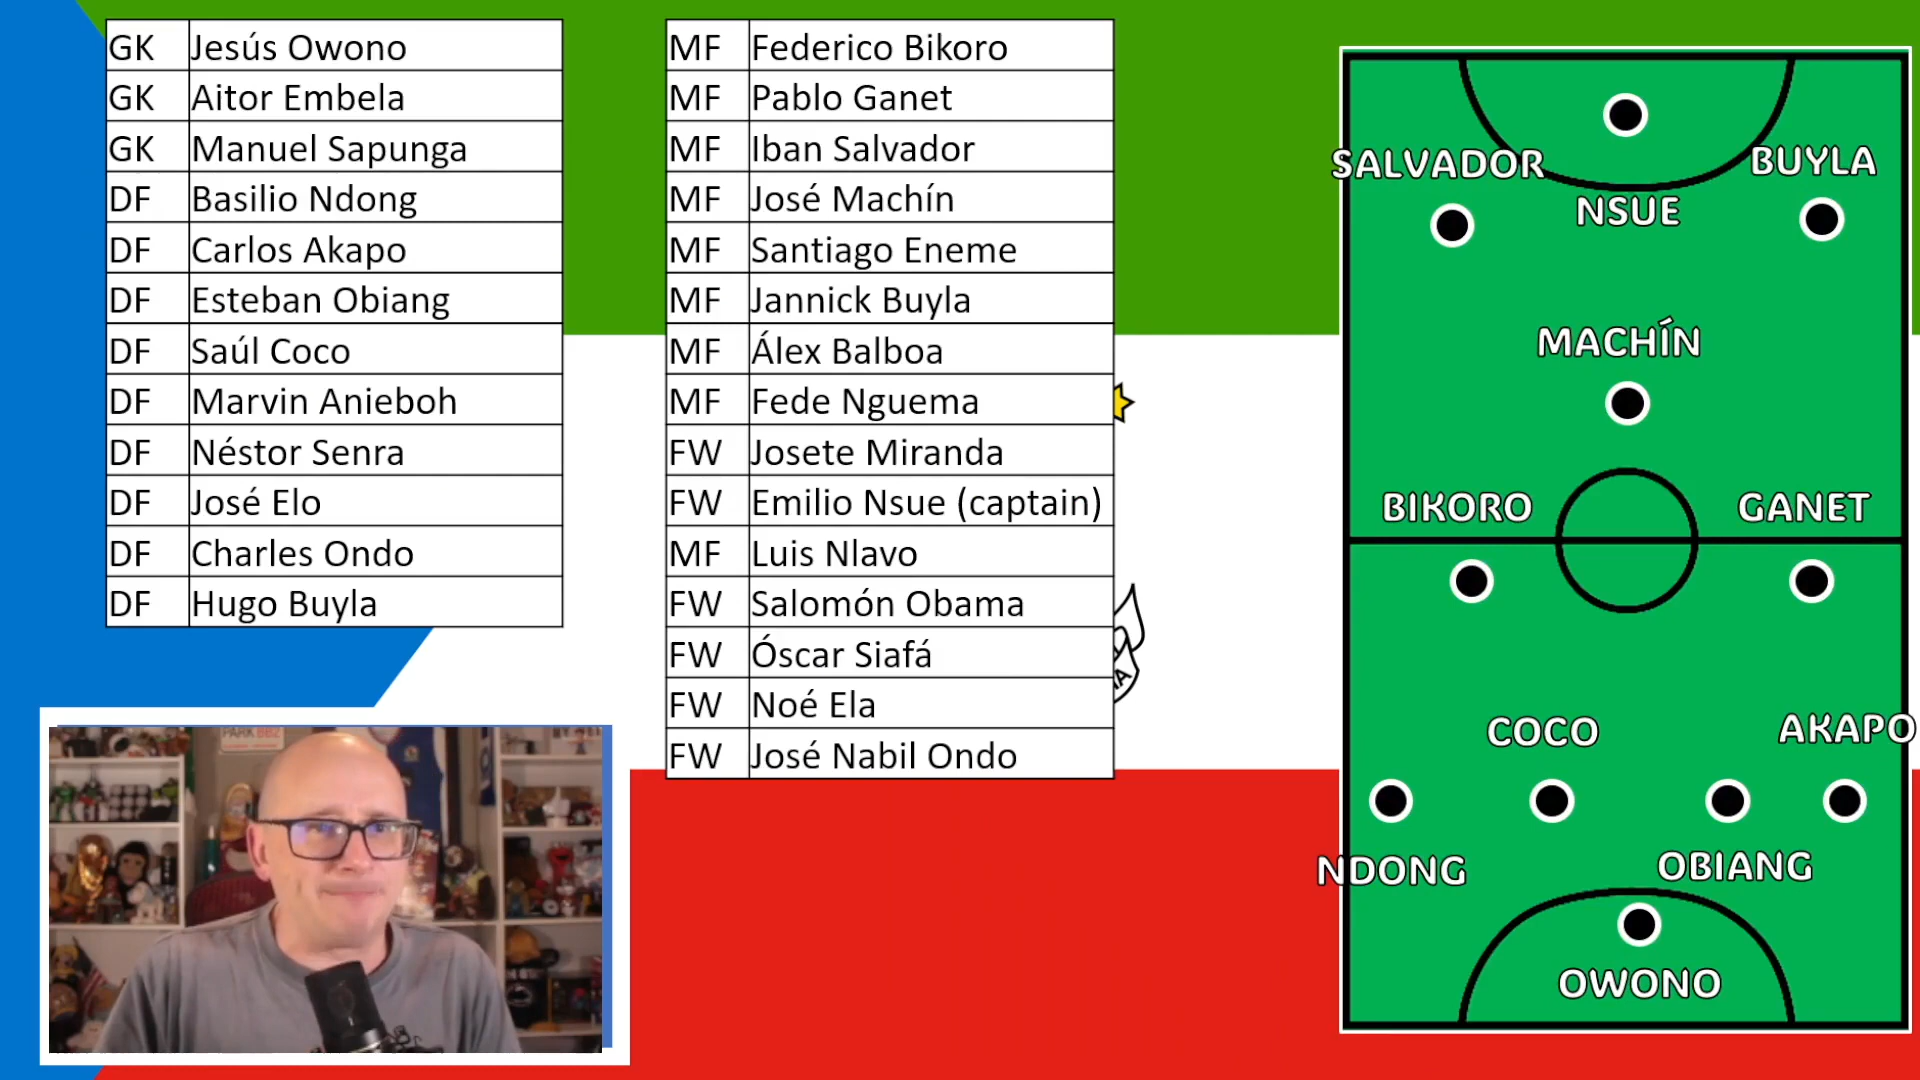 GK Jesús Owono
GK Aitor Embela
GK Manuel Sapunga
DF Basilio Ndong
DF Carlos Akapo
DF Esteban Obiang
DF Saúl Coco
DF Marvin Anieboh
DF Néstor Senra
DF José Elo
DF Charles Ondo
DF Hugo Buyla
MF Federico Bikoro
MF Pablo Ganet
MF Iban Salvador
MF José Machín
MF Santiago Eneme
MF Jannick Buyla
MF Álex Balboa
MF Fede Nguema
FW Josete Miranda
FW Emilio Nsue (captain)
MF Luis Nlavo
FW Salomón Obama
FW Óscar Siafá
FW Noé Ela
FW José Nabil Ondo
SALVADOR
BUYLA
NSUE
MACHÍN
BIKORO
GANET
COCO
AKAPO
NDONG
OBIANG
OWONO